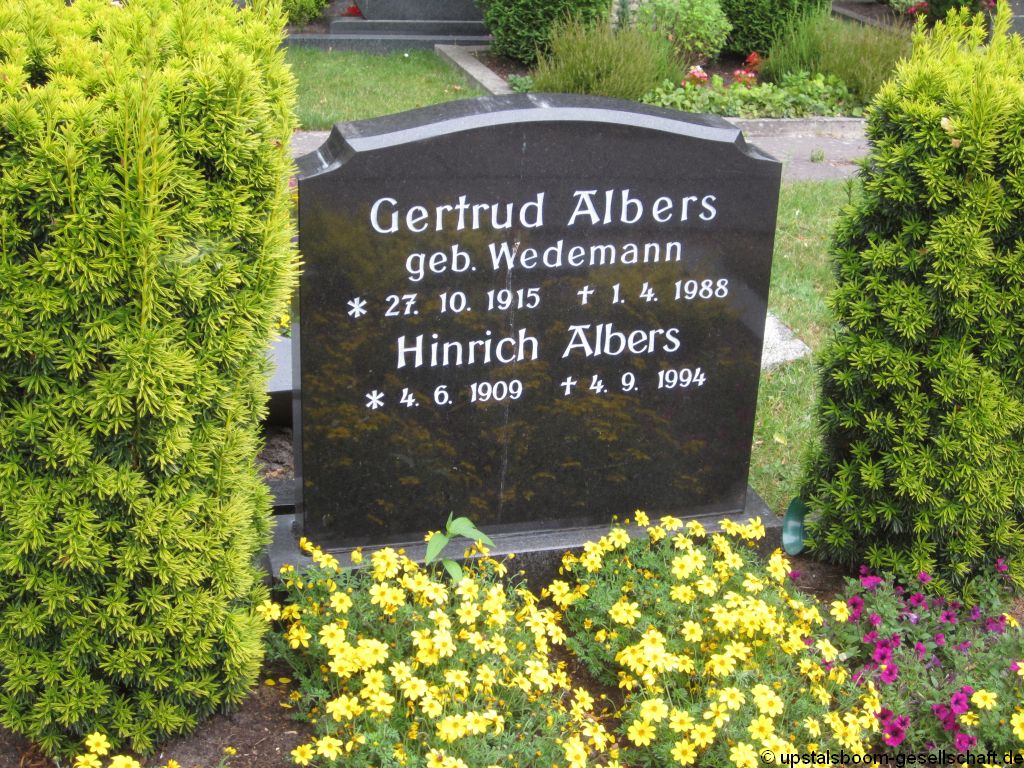 Gertrud Albers
geb. Wedemann
* 27. 10. 1915 † 1. 4. 1988
Hinrich Albers
* 4. 6. 1909 † 4. 9. 1994
© upstalsboom-gesellschaft.de